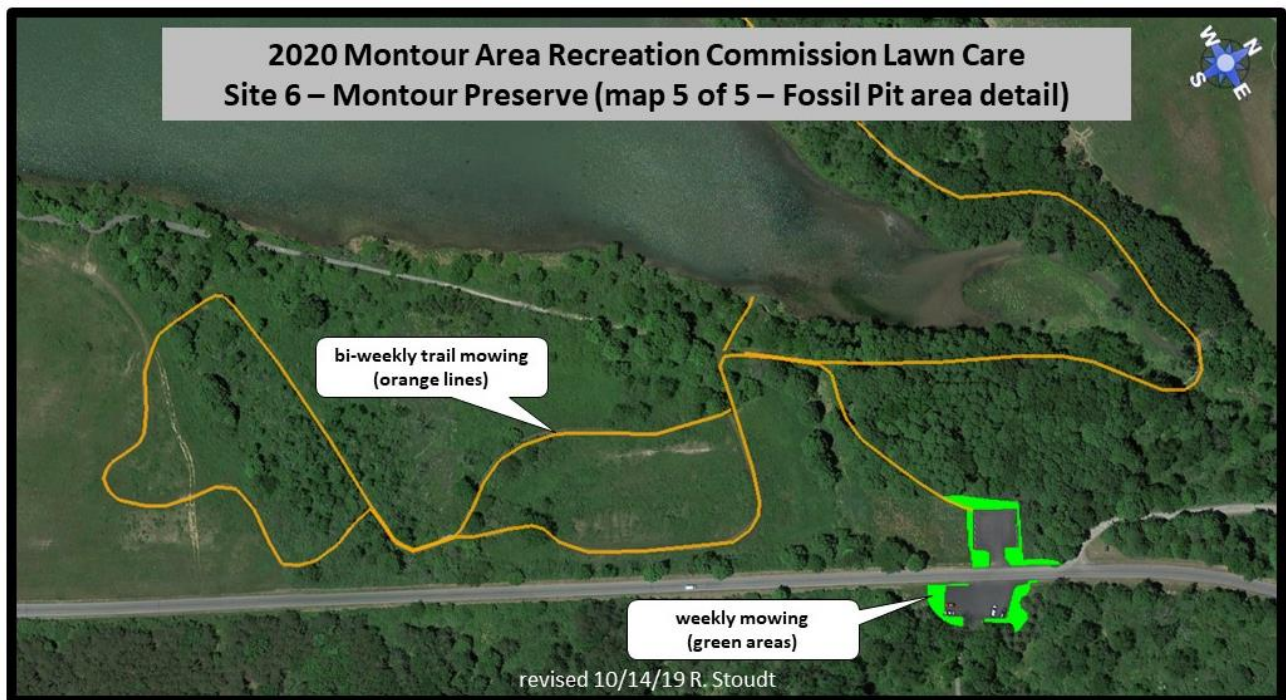 2020 Montour Area Recreation Commission Lawn Care
Site 6 – Montour Preserve (map 5 of 5 – Fossil Pit area detail)
W
N
S
E
bi-weekly trail mowing
(orange lines)
weekly mowing
(green areas)
revised 10/14/19 R. Stoudt